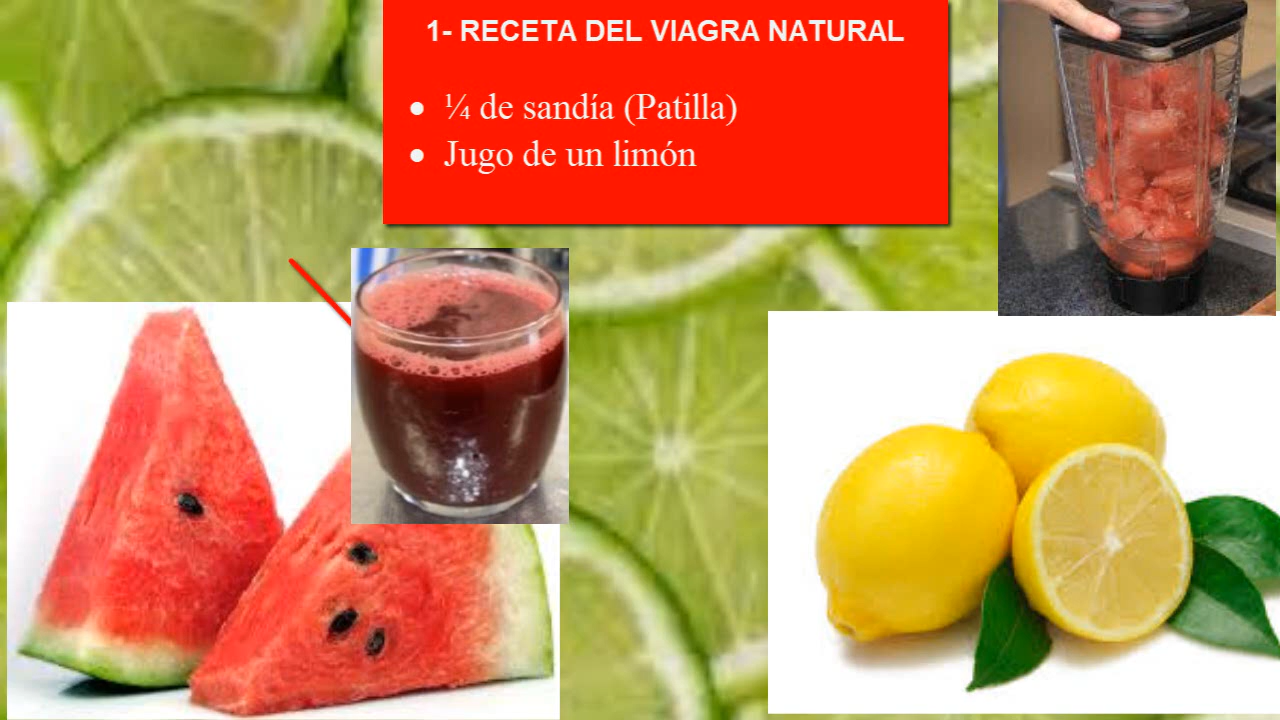 1- RECETA DEL VIAGRA NATURAL
• ¼ de sandía (Patilla)
• Jugo de un limón